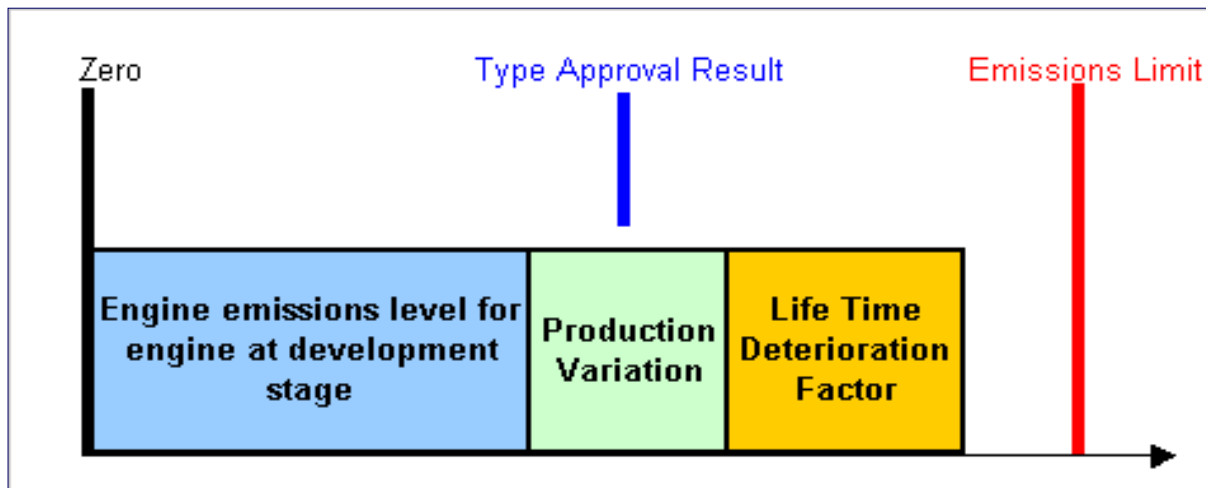 Zero
Type Approval Result
Emissions Limit
Engine emissions level for
engine at development
stage
Production
Variation
Life Time
Deterioration
Factor